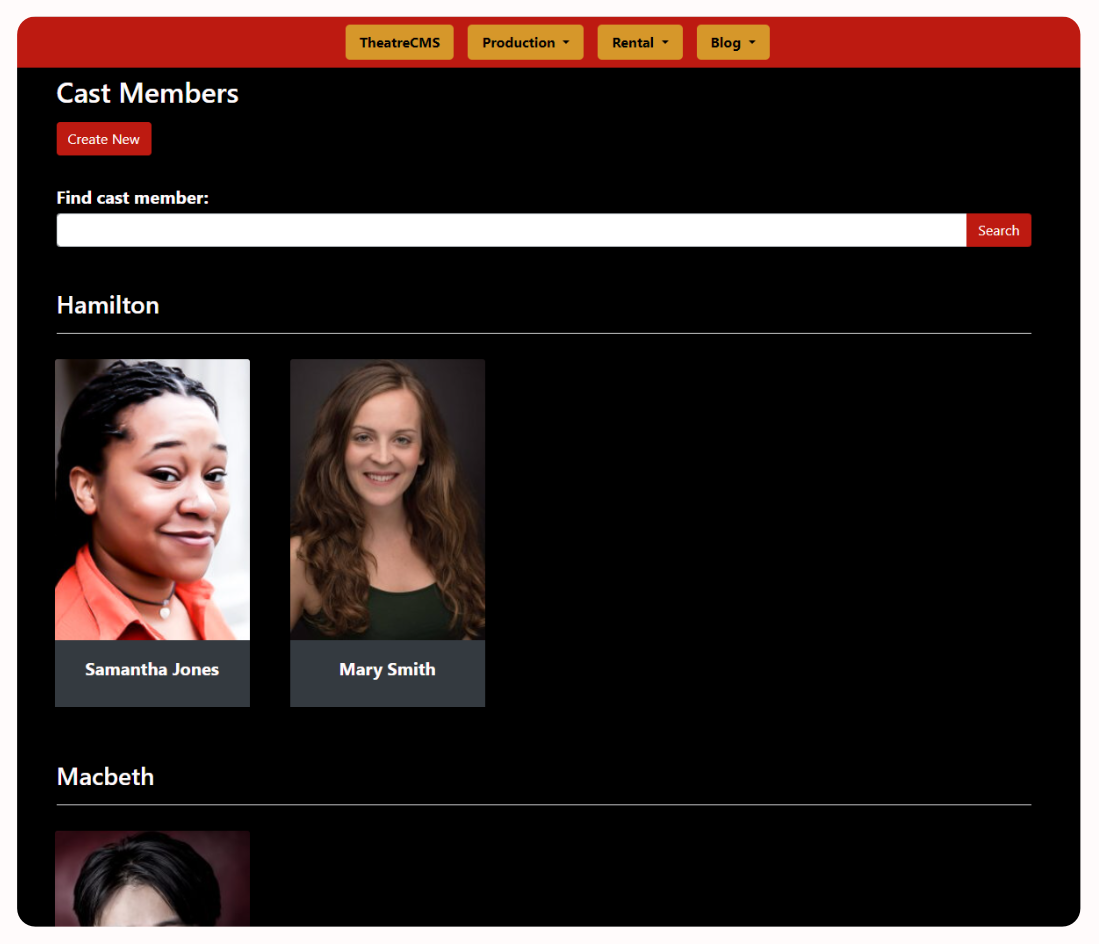 TheatreCMS Production Rental Blog
Cast Members
Create New
Find cast member:
Search
Hamilton
Samantha Jones
Mary Smith
Macbeth